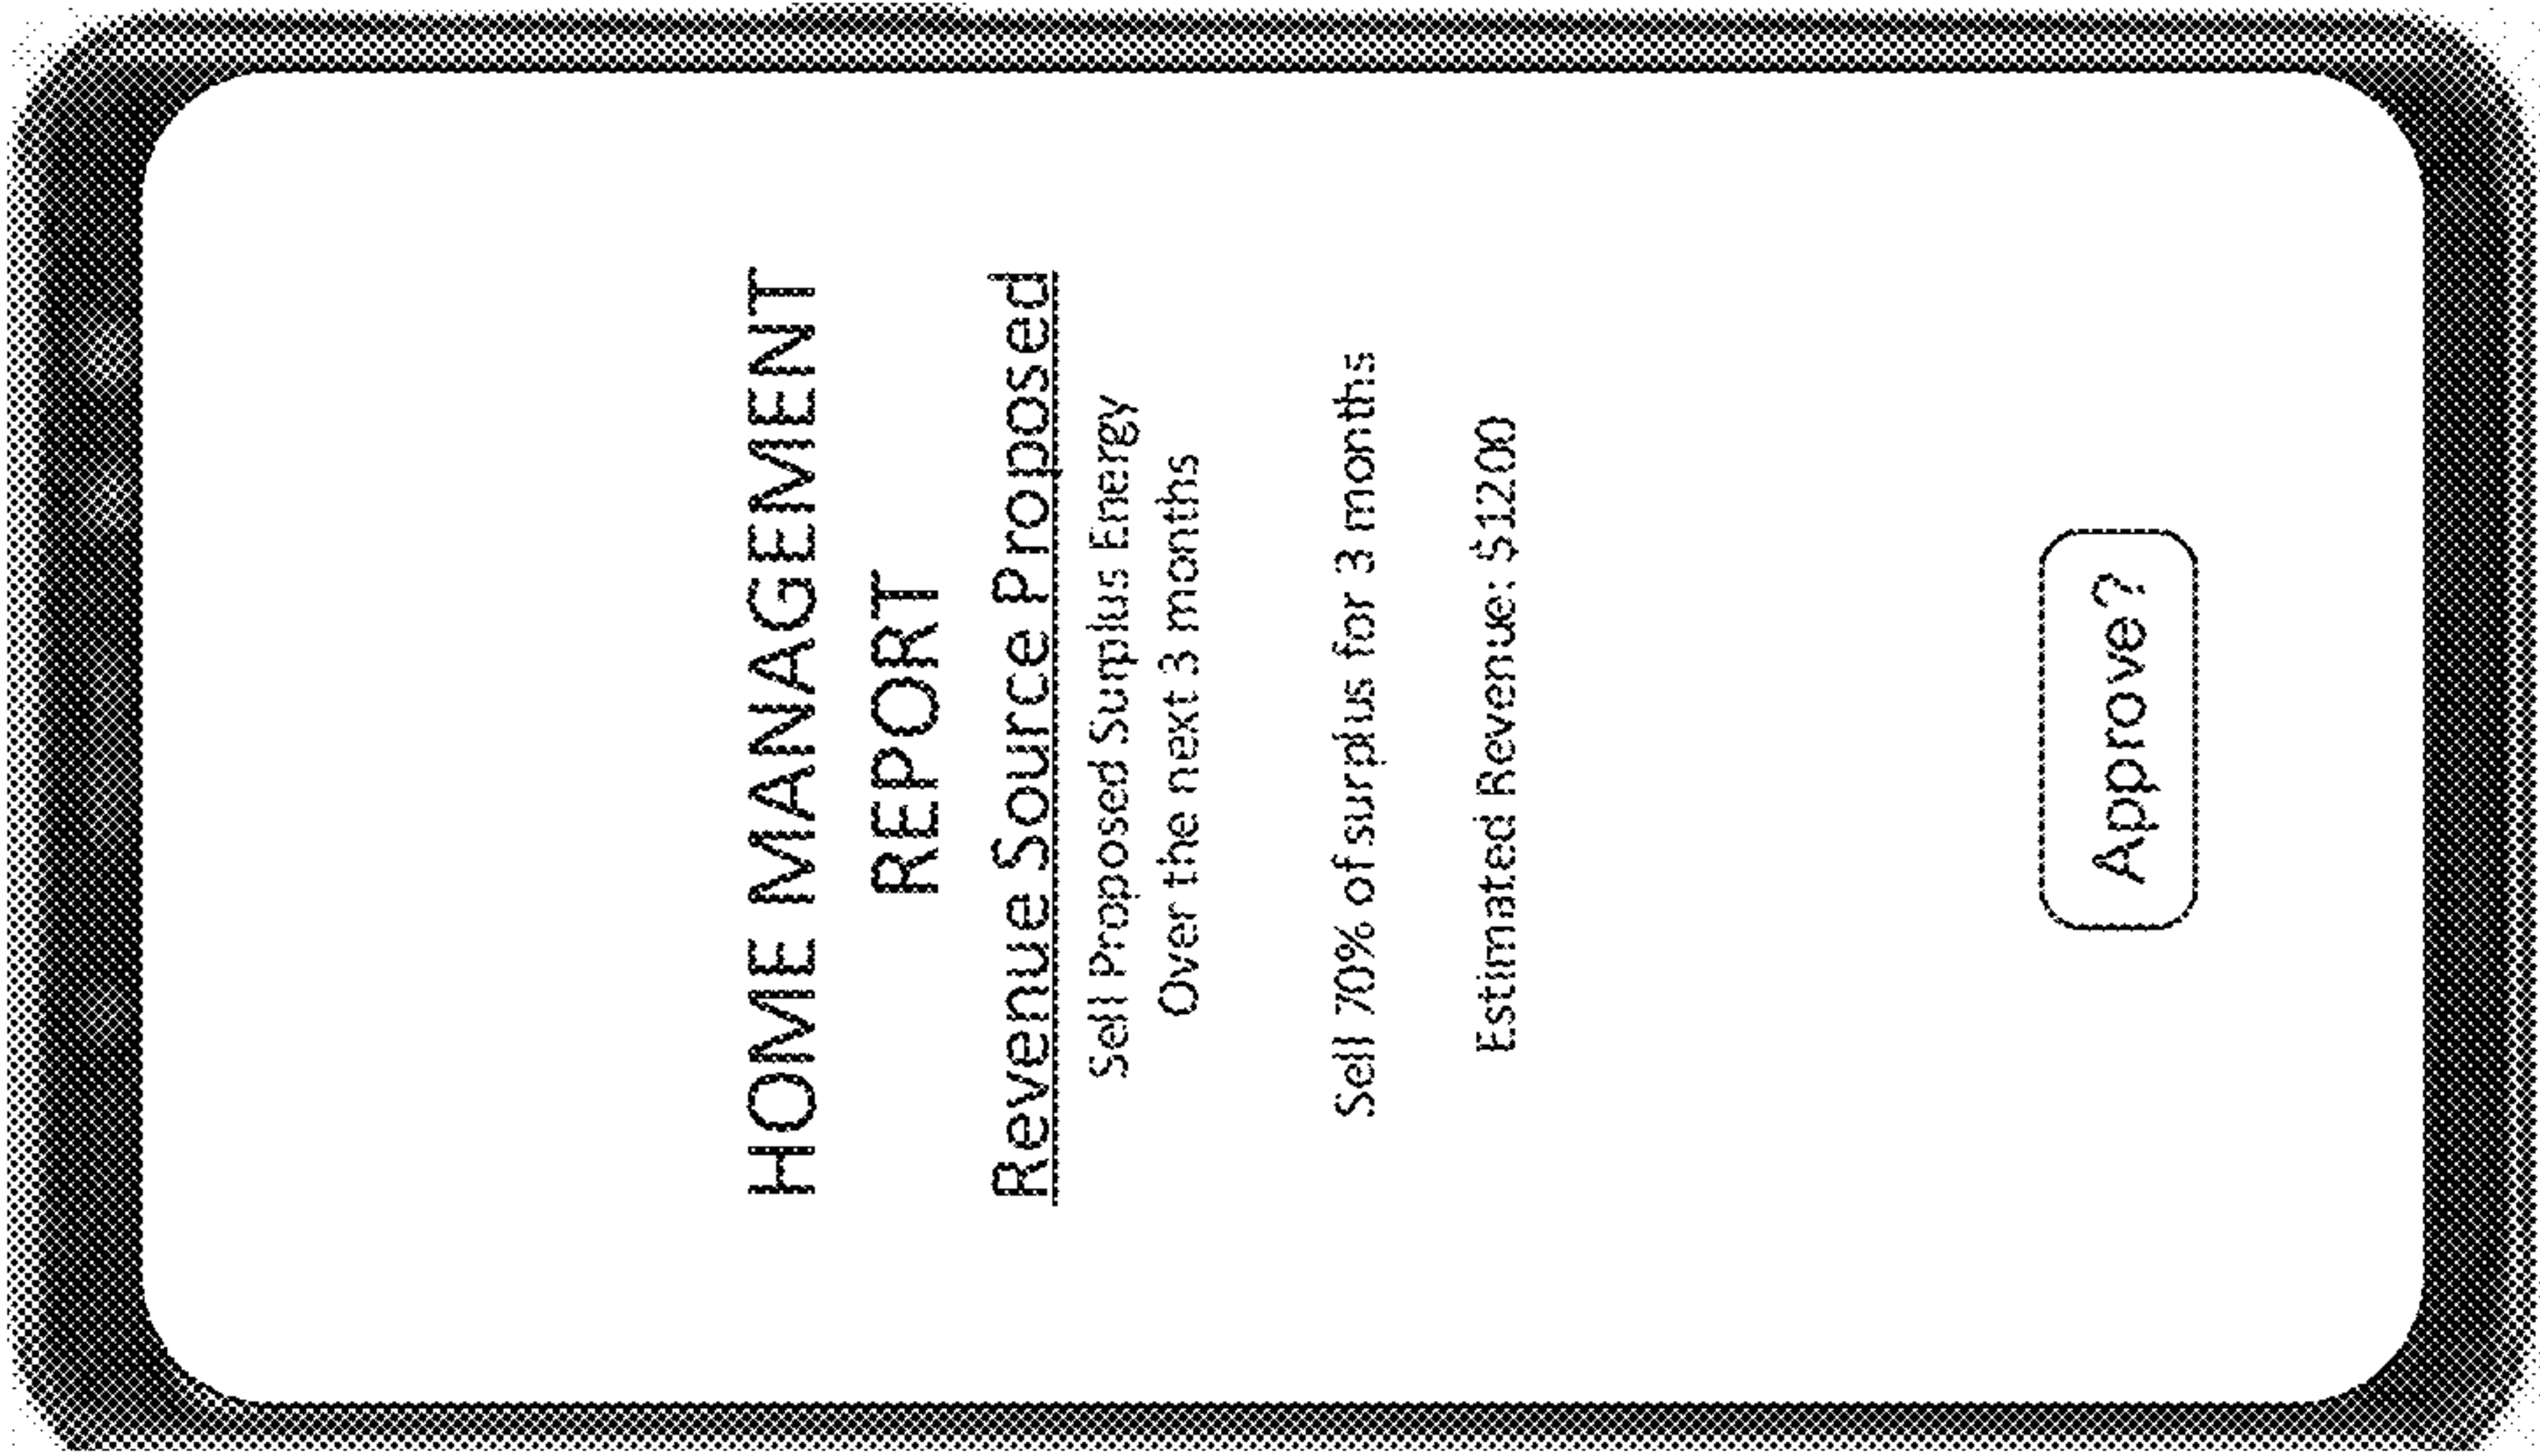 HOME MANAGEMENT
REPORT
Revenue Source Proposed
Sell Proposed Surplus Energy
Over the next 3 months
Sell 70% of surplus for 3 months
Estimated Revenue: $1200
Approve?